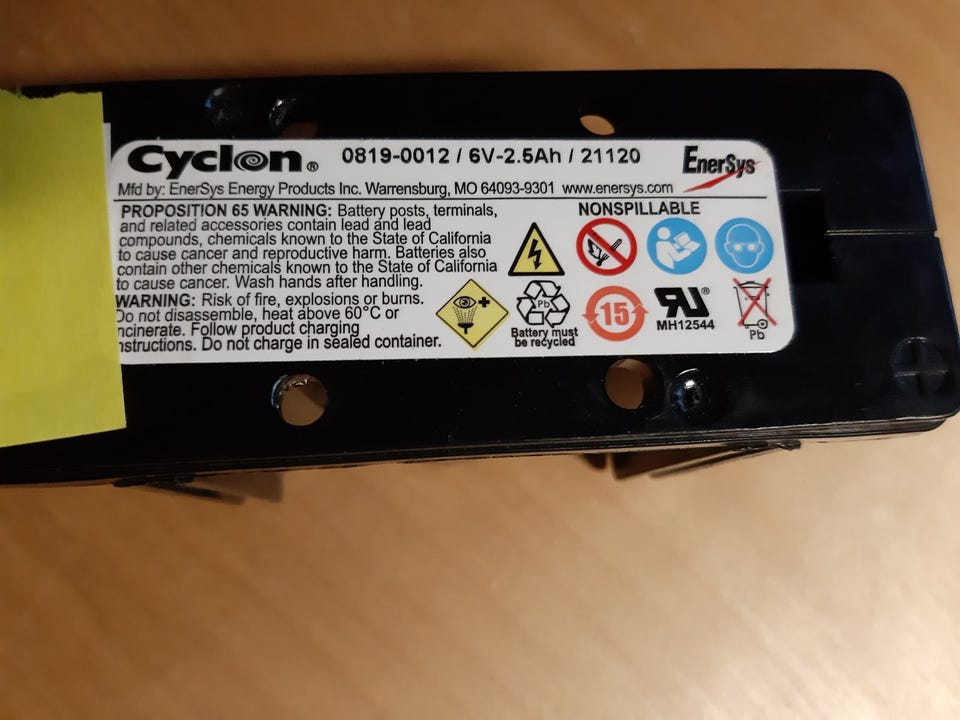 Cyclon® 0819-0012 / 6V-2.5Ah / 21120 EnerSys
Mfd by: EnerSys Energy Products Inc. Warrensburg, MO 64093-9301 www.enersys.com
PROPOSITION 65 WARNING: Battery posts, terminals,
and related accessories contain lead and lead
compounds, chemicals known to the State of California
to cause cancer and reproductive harm. Batteries also
contain other chemicals known to the State of California
to cause cancer. Wash hands after handling.
WARNING: Risk of fire, explosions or burns.
Do not disassemble, heat above 60°C or
ncinerate. Follow product charging
nstructions. Do not charge in sealed container.
NONSPILLABLE
Pb
Battery must
be recycled
15
RU®
MH12544
Pb
+